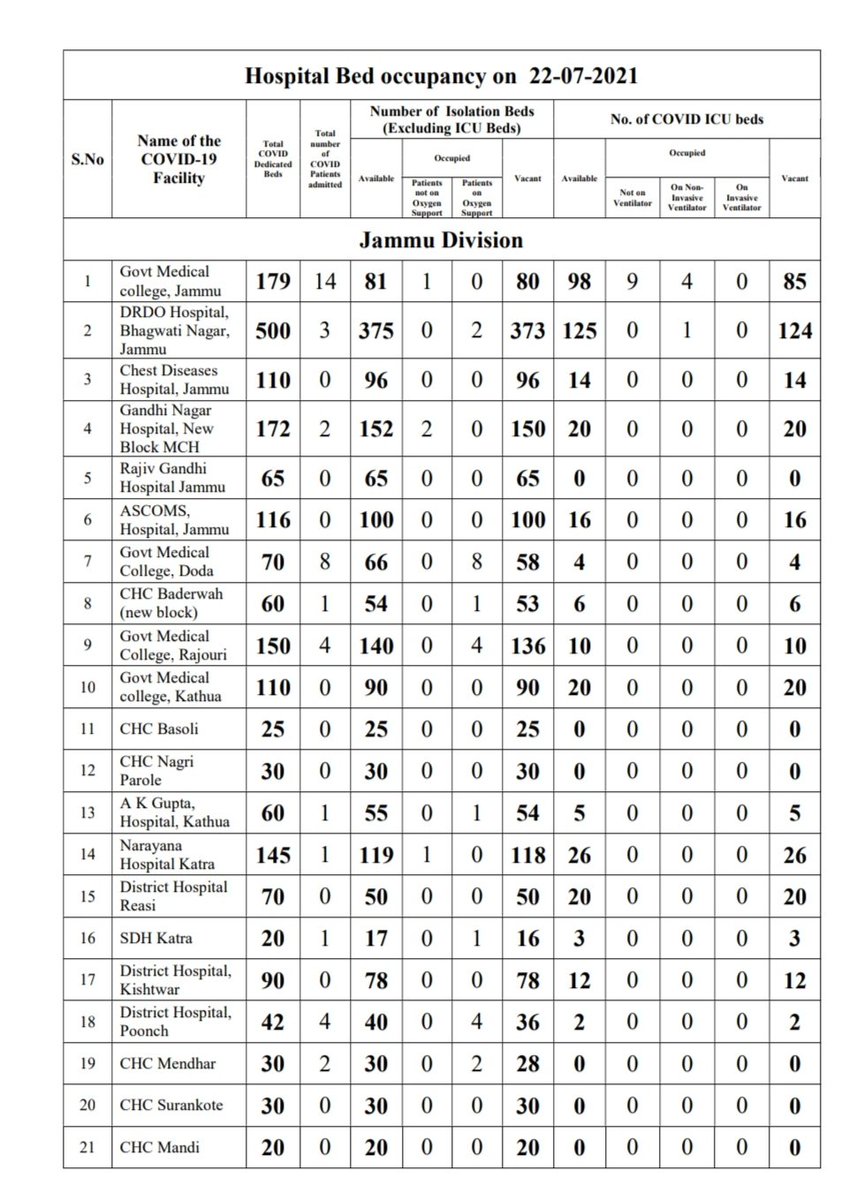 Hospital Bed occupancy on 22-07-2021
S.No
Name of the
COVID-19
Facility
Total
COVID
Dedicated
Beds
Total
number
of
COVID
Patients
admitted
Number of Isolation Beds
(Excluding ICU Beds)
No. of COVID ICU beds
Available
Occupied
Vacant
Available
Occupied
Vacant
Patients
not on
Oxygen
Support
Patients
on
Oxygen
Support
Not on
Ventilator
On Non-
Invasive
Ventilator
On
Invasive
Ventilator
Jammu Division
1 Govt Medical
college, Jammu 179 14 81 1 0 80 98 9 4 0 85
2 DRDO Hospital,
Bhagwati Nagar,
Jammu 500 3 375 0 2 373 125 0 1 0 124
3 Chest Diseases
Hospital, Jammu 110 0 96 0 0 96 14 0 0 0 14
4 Gandhi Nagar
Hospital, New
Block MCH 172 2 152 2 0 150 20 0 0 0 20
5 Rajiv Gandhi
Hospital Jammu 65 0 65 0 0 65 0 0 0 0 0
6 ASCOMS,
Hospital, Jammu 116 0 100 0 0 100 16 0 0 0 16
7 Govt Medical
College, Doda 70 8 66 0 8 58 4 0 0 0 4
8 CHC Baderwah
(new block) 60 1 54 0 1 53 6 0 0 0 6
9 Govt Medical
College, Rajouri 150 4 140 0 4 136 10 0 0 0 10
10 Govt Medical
college, Kathua 110 0 90 0 0 90 20 0 0 0 20
11 CHC Basoli 25 0 25 0 0 25 0 0 0 0 0
12 CHC Nagri
Parole 30 0 30 0 0 30 0 0 0 0 0
13 A K Gupta,
Hospital, Kathua 60 1 55 0 1 54 5 0 0 0 5
14 Narayana
Hospital Katra 145 1 119 1 0 118 26 0 0 0 26
15 District Hospital
Reasi 70 0 50 0 0 50 20 0 0 0 20
16 SDH Katra 20 1 17 0 1 16 3 0 0 0 3
17 District Hospital,
Kishtwar 90 0 78 0 0 78 12 0 0 0 12
18 District Hospital,
Poonch 42 4 40 0 4 36 2 0 0 0 2
19 CHC Mendhar 30 2 30 0 2 28 0 0 0 0 0
20 CHC Surankote 30 0 30 0 0 30 0 0 0 0 0
21 CHC Mandi 20 0 20 0 0 20 0 0 0 0 0